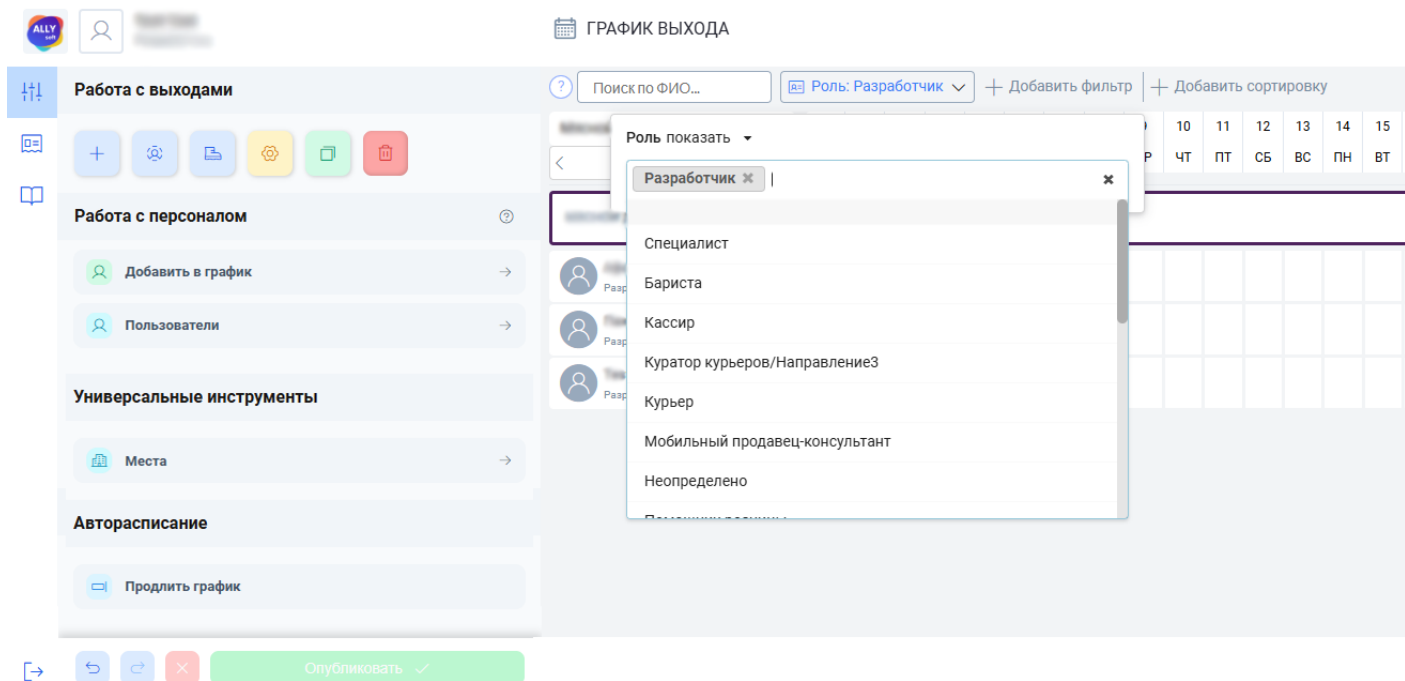 ALLY
soft
ГРАФИК ВЫХОДА
Работа с выходами
? Поиск по ФИО... Роль: Разработчик Добавить фильтр Добавить сортировку
10 11 12 13 14 15
ЧТ ПТ СБ ВС ПН ВТ
Роль показать
Разработчик
Работа с персоналом ?
Специалист
Добавить в график
Бариста
Пользователи
Кассир
Куратор курьеров/Направление3
Универсальные инструменты
Курьер
Мобильный продавец-консультант
Места
Неопределено
Авторасписание
Продлить график
Опубликовать